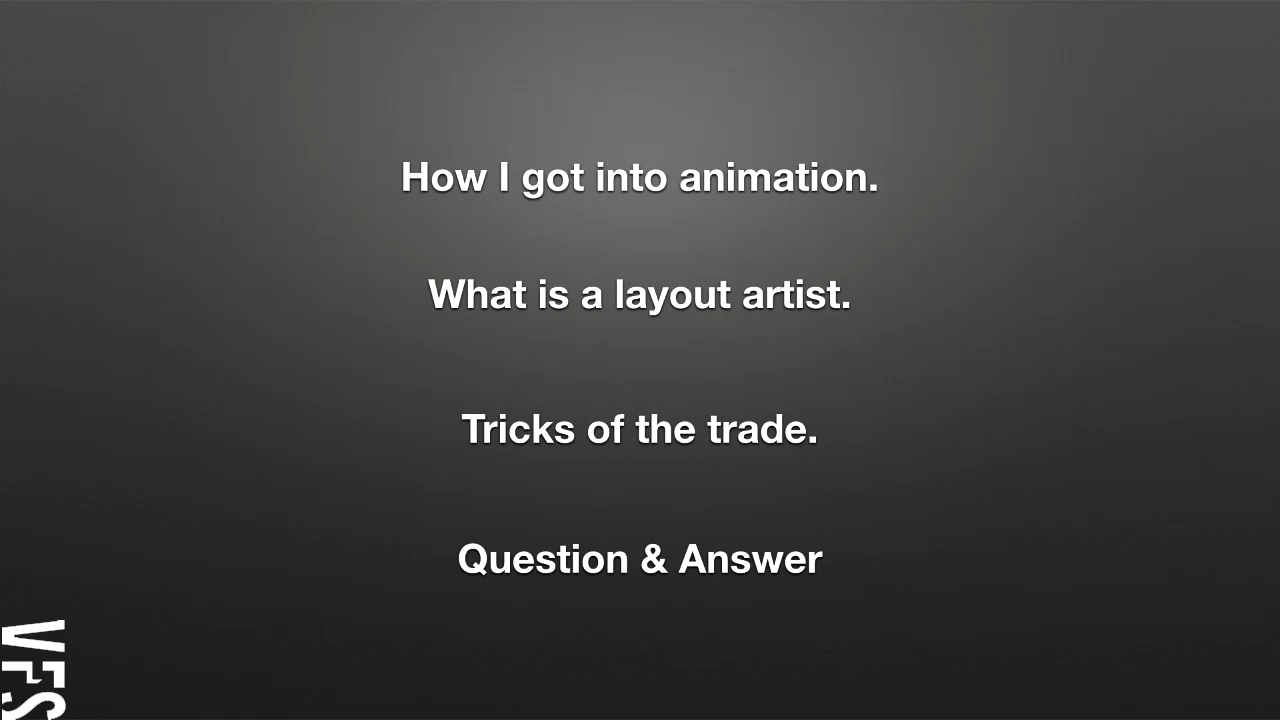 How I got into animation.
What is a layout artist.
Tricks of the trade.
Question & Answer
VFS